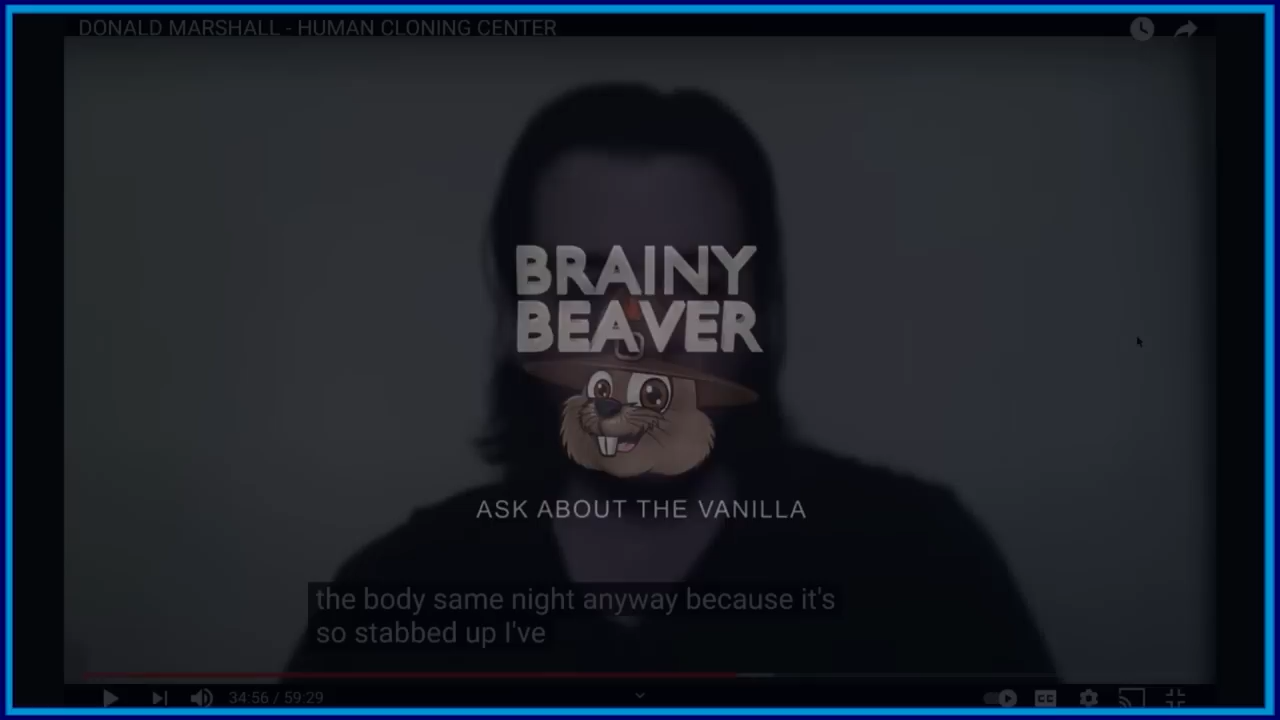 DONALD MARSHALL - HUMAN CLONING CENTER
BRAINY
BEAVER
ASK ABOUT THE VANILLA
the body same night anyway because it's
so stabbed up I've
34:56 / 59:29
CC